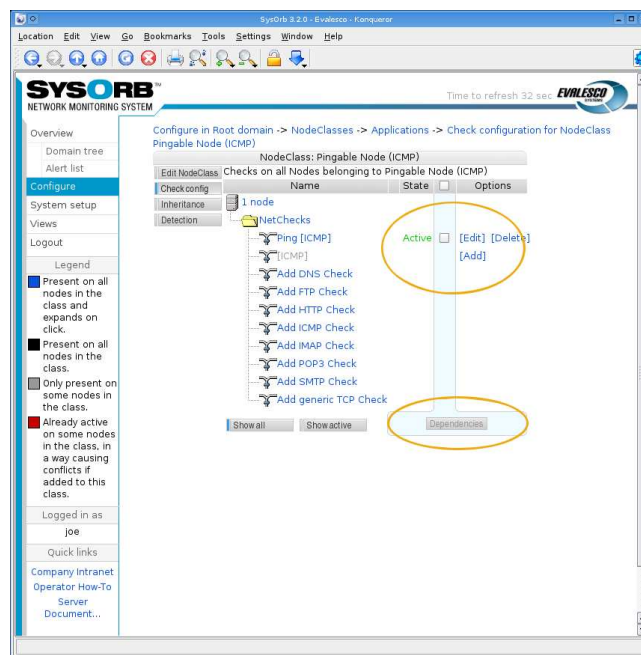 SysOrb 3.2.0 - Evalesco - Konqueror
Location Edit View Go Bookmarks Tools Settings Window Help
SYSORB™
NETWORK MONITORING SYSTEM
Time to refresh 32 sec
EVALESCO
SYSTEMS
Overview
Domain tree
Alert list
Configure
System setup
Views
Logout
Legend
Present on all
nodes in the
class and
expands on
click.
Present on all
nodes in the
class.
Only present on
some nodes in
the class.
Already active
on some nodes
in the class, in
a way causing
conflicts if
added to this
class.
Logged in as
joe
Quick links
Company Intranet
Operator How-To
Server
Document...
Configure in Root domain -> NodeClasses -> Applications -> Check configuration for NodeClass
Pingable Node (ICMP)
NodeClass: Pingable Node (ICMP)
Edit NodeClass
Check config
Inheritance
Detection
Checks on all Nodes belonging to Pingable Node (ICMP)
Name State Options
1 node
NetChecks
Ping [ICMP] Active [Edit] [Delete]
[ICMP] [Add]
Add DNS Check
Add FTP Check
Add HTTP Check
Add ICMP Check
Add IMAP Check
Add POP3 Check
Add SMTP Check
Add generic TCP Check
Show all Show active Dependencies